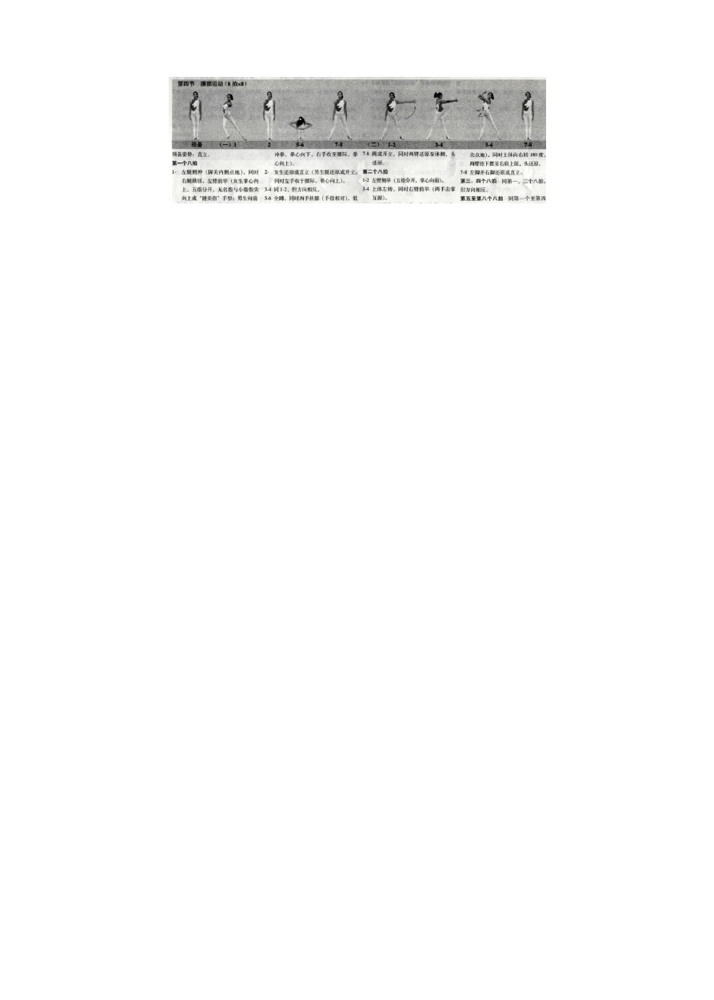 第四节 腰部运动(8 拍×8)
预备 (一)1 2 5-6 7-8 (二) 1-2 3-4 5-6 7-8
预备姿势:直立。
第一个八拍
1- 左腿侧伸(脚尖内侧点地),同时
右腿微屈,左臂前举(女生掌心向
上,五指分开,无名指与小指指尖
向上成“健美指”手型;男生向前
冲拳,拳心向下,右手收至腰际,拳
心向上)。
2- 女生还原成直立(男生腿还原成并立,
同时左手收于腰际,拳心向上)。
3-4 同1-2,但方向相反。
5-6 全蹲,同时两手扶膝(手指相对),低
7-8 跳成开立,同时两臂还原至体侧,头
还原。
第二个八拍
1-2 左臂侧举(五指分开,掌心向前)。
3-4 上体左转,同时右臂前举(两手击掌
互握)。
尖点地),同时上体向右转180度,
两臂经下摆至右肩上屈,头还原。
7-8 左脚并右脚还原成直立。
第三、四个八拍 同第一、二个八拍,
但方向相反。
第五至第八个八拍 同第一个至第四